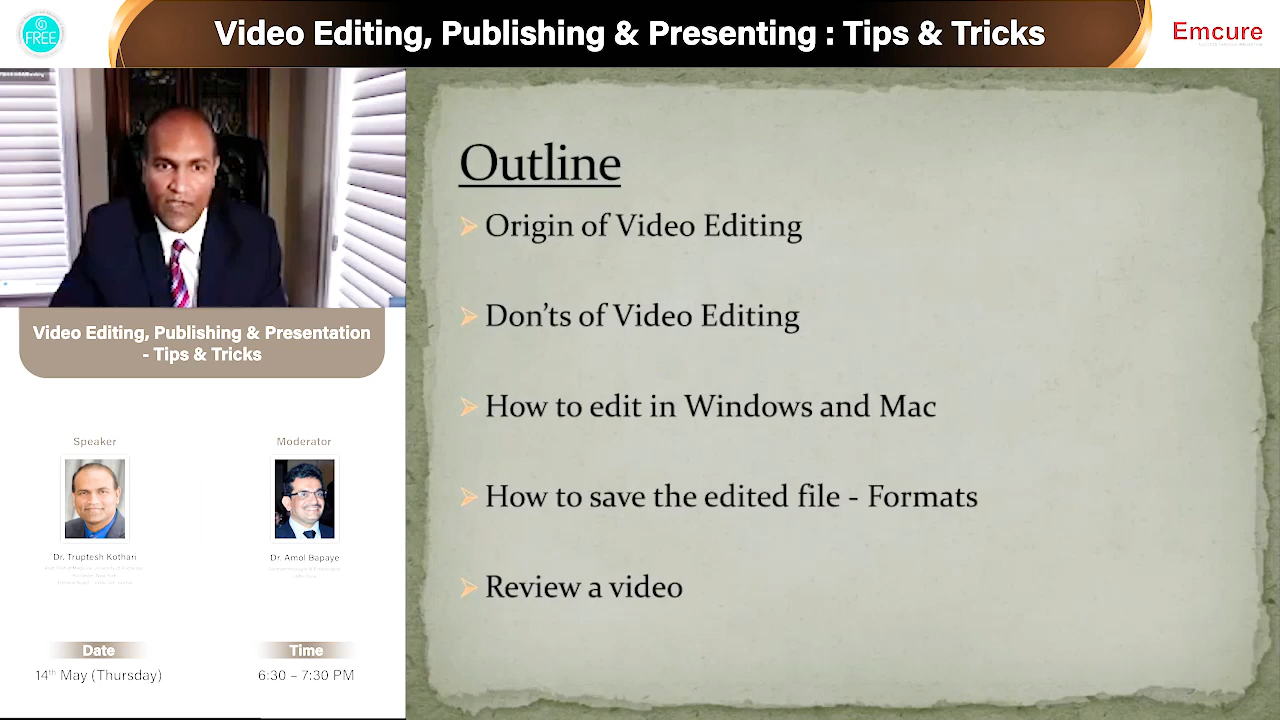 FREE
Video Editing, Publishing & Presenting : Tips & Tricks
Emcure
Outline
➢ Origin of Video Editing
➢ Don’ts of Video Editing
➢ How to edit in Windows and Mac
➢ How to save the edited file - Formats
➢ Review a video
Video Editing, Publishing & Presentation
- Tips & Tricks
Speaker
Moderator
Dr. Truptesh Kothari
Dr. Amol Bapaye
Date
Time
14th May (Thursday)
6:30 – 7:30 PM